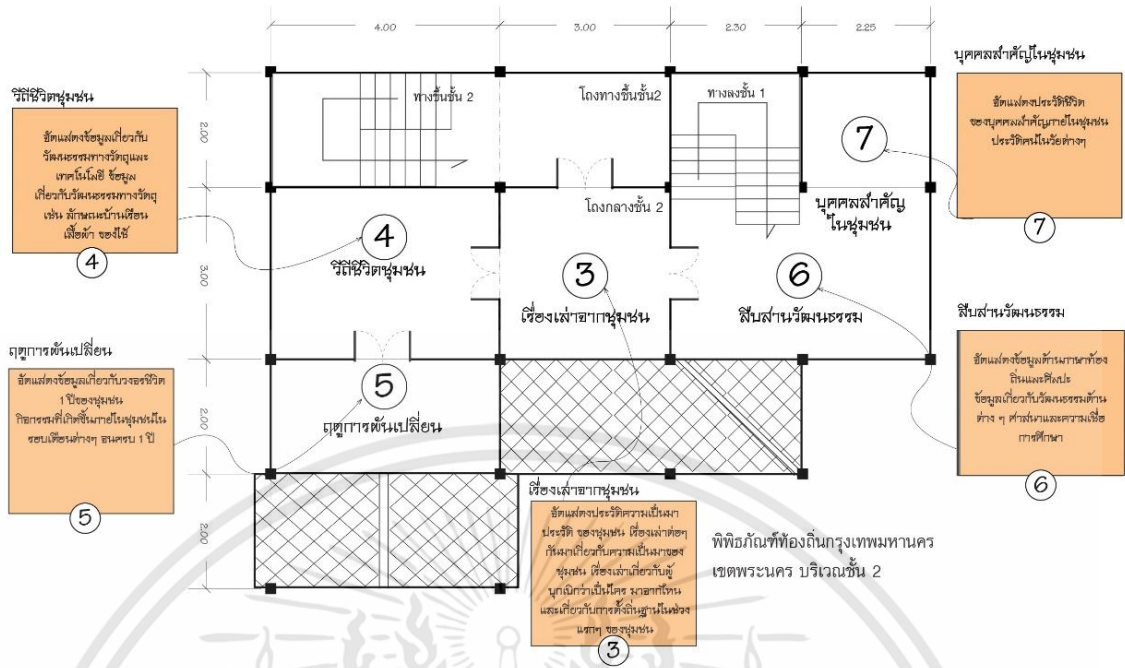 4.00 3.00 2.30 2.25
2.00
3.00
2.00
2.00
วิถีชีวิตชุมชน
จัดแสดงข้อมูลเกี่ยวกับ
วัฒนธรรมทางวัตถุและ
เทคโนโลยี ข้อมูล
เกี่ยวกับวัฒนธรรมทางวัตถุ
เช่น ลักษณะบ้านเรือน
เสื้อผ้า ของใช้
4
ฤดูการผันเปลี่ยน
จัดแสดงข้อมูลเกี่ยวกับวงจรชีวิต
1 ปีของชุมชน
กิจกรรมที่เกิดขึ้นภายในชุมชนใน
รอบเดือนต่างๆ จนครบ 1 ปี
5
ทางขึ้นชั้น 2
โถงทางขึ้นชั้น2
ทางลงชั้น 1
7
บุคคลสำคัญ
ในชุมชน
โถงกลางชั้น 2
4
วิถีชีวิตชุมชน
3
เรื่องเล่าจากชุมชน
6
สืบสานวัฒนธรรม
5
ฤดูการผันเปลี่ยน
บุคคลสำคัญในชุมชน
จัดแสดงประวัติชีวิต
ของบุคคลสำคัญภายในชุมชน
ประวัติคนในวัยต่างๆ
7
สืบสานวัฒนธรรม
จัดแสดงข้อมูลด้านภาษาท้อง
ถิ่นและศิลปะ
ข้อมูลเกี่ยวกับวัฒนธรรมด้าน
ต่าง ๆ ศาสนาและความเชื่อ
การศึกษา
6
เรื่องเล่าจากชุมชน
จัดแสดงประวัติความเป็นมา
ประวัติ ของชุมชน เรื่องเล่าต่อๆ
กันมาเกี่ยวกับความเป็นมาของ
ชุมชน เรื่องเล่าเกี่ยวกับผู้
บุกเบิกว่าเป็นใคร มาจากไหน
และเกี่ยวกับการตั้งถิ่นฐานในช่วง
แรกๆ ของชุมชน
3
พิพิธภัณฑ์ท้องถิ่นกรุงเทพมหานคร
เขตพระนคร บริเวณชั้น 2